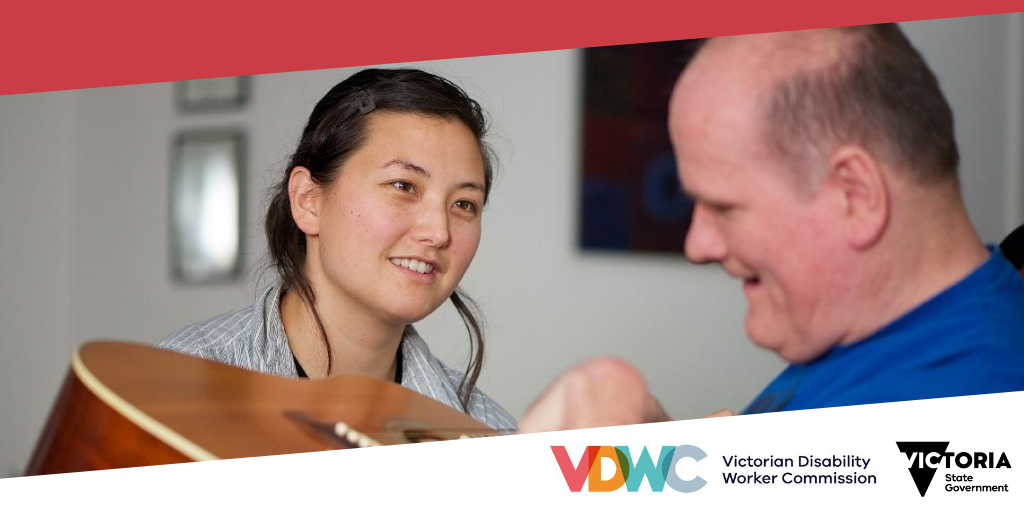 VDWC
Victorian Disability
Worker Commission
VICTORIA
State
Government